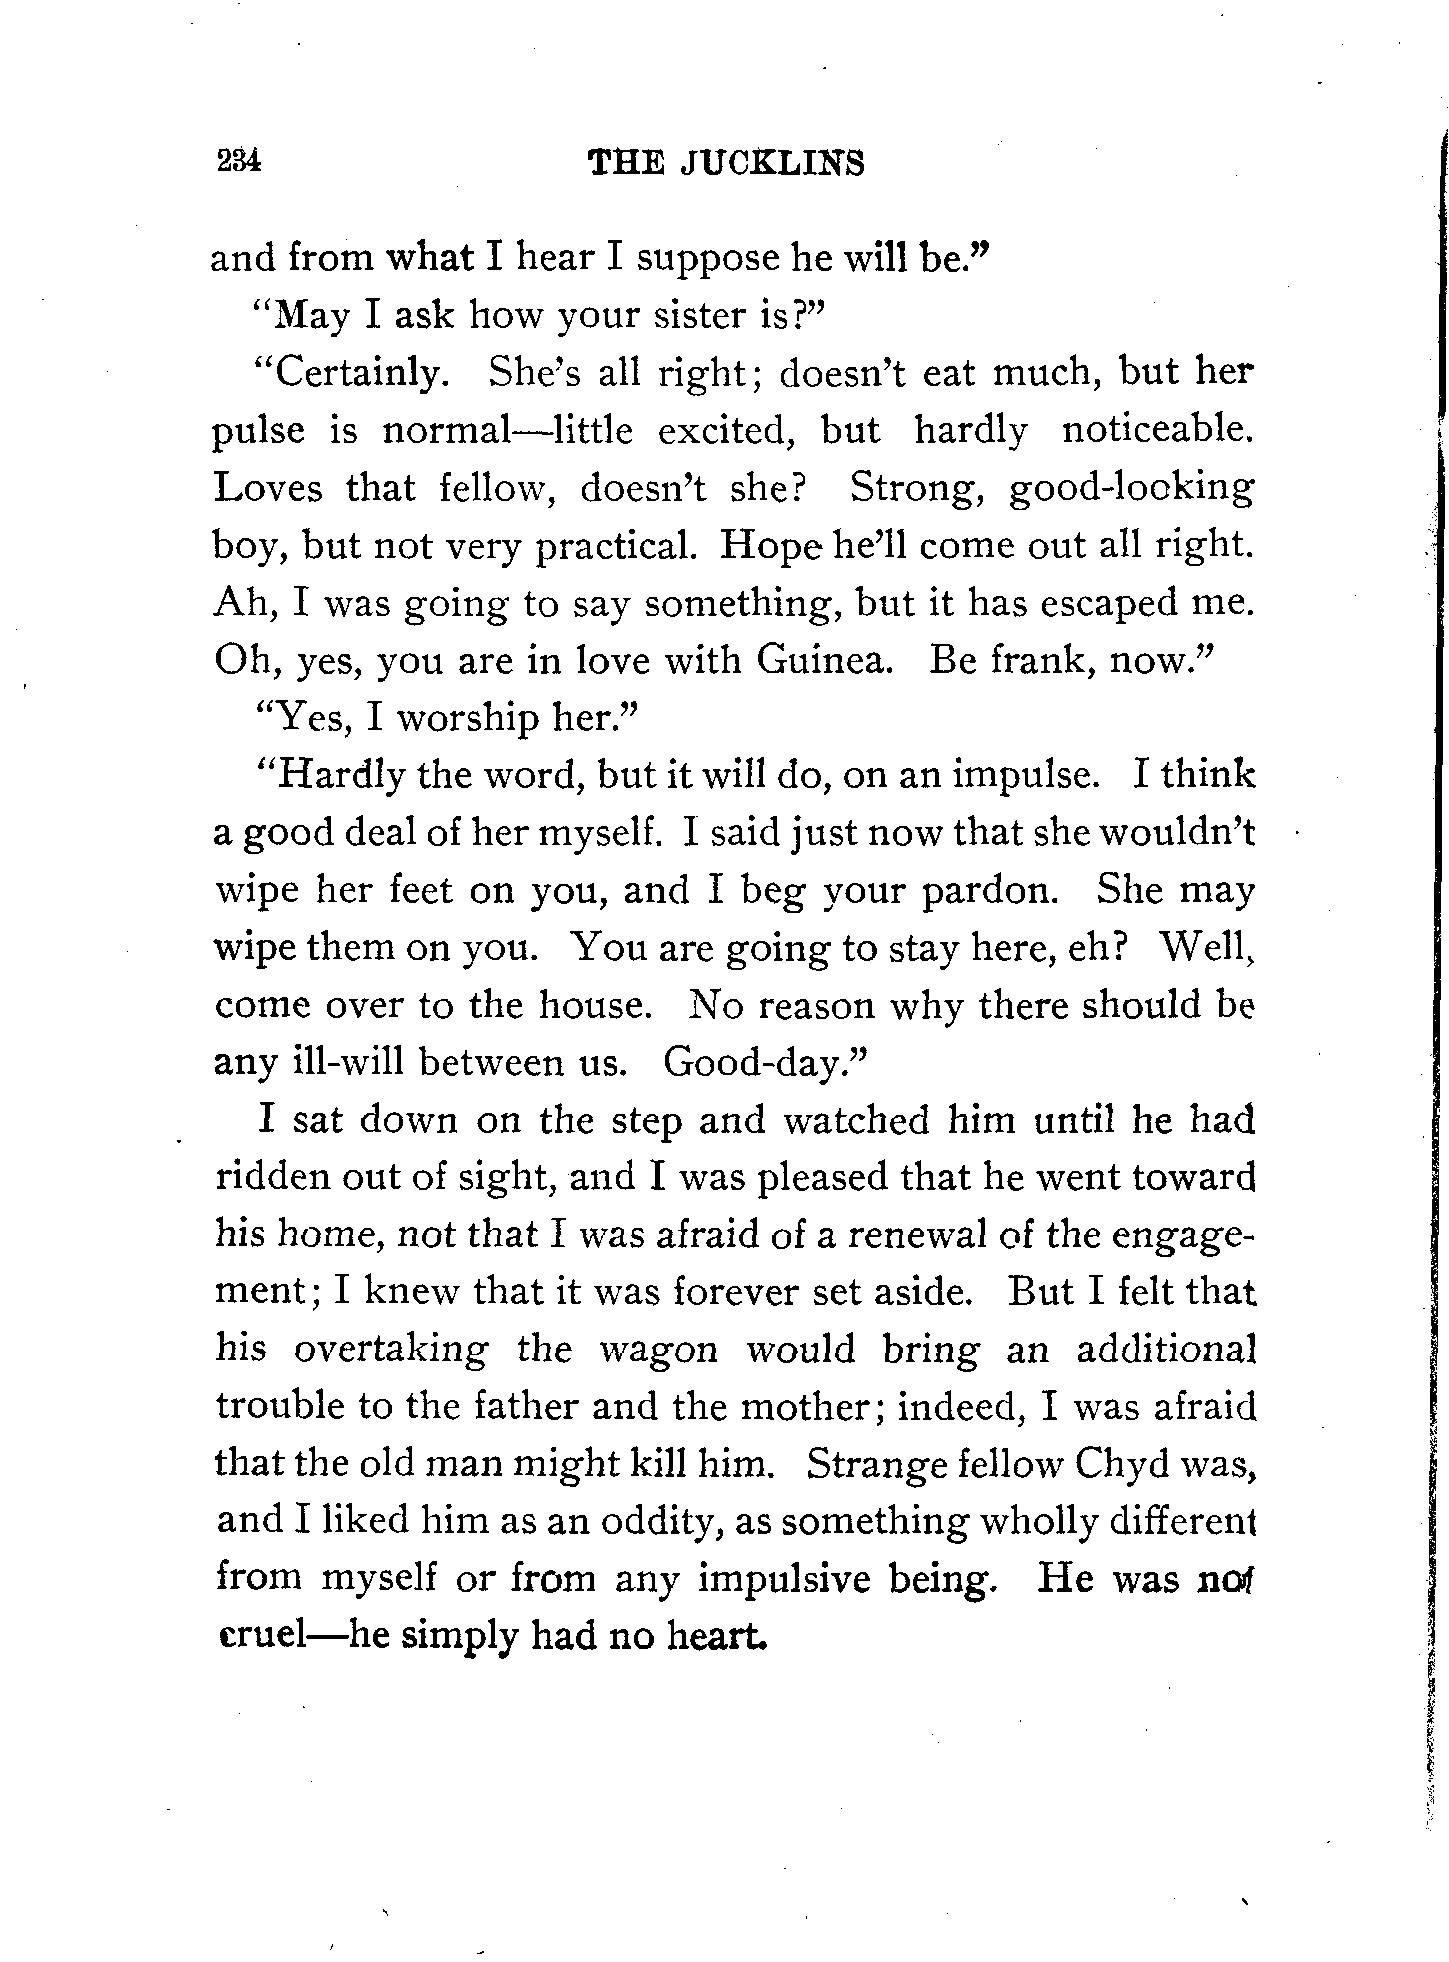 234 THE JUCKLINS
and from what I hear I suppose he will be.”
“May I ask how your sister is?”
“Certainly. She’s all right; doesn’t eat much, but her
pulse is normal—little excited, but hardly noticeable.
Loves that fellow, doesn’t she? Strong, good-looking
boy, but not very practical. Hope he’ll come out all right.
Ah, I was going to say something, but it has escaped me.
Oh, yes, you are in love with Guinea. Be frank, now.”
“Yes, I worship her.”
“Hardly the word, but it will do, on an impulse. I think
a good deal of her myself. I said just now that she wouldn’t
wipe her feet on you, and I beg your pardon. She may
wipe them on you. You are going to stay here, eh? Well,
come over to the house. No reason why there should be
any ill-will between us. Good-day.”
I sat down on the step and watched him until he had
ridden out of sight, and I was pleased that he went toward
his home, not that I was afraid of a renewal of the engage-
ment; I knew that it was forever set aside. But I felt that
his overtaking the wagon would bring an additional
trouble to the father and the mother; indeed, I was afraid
that the old man might kill him. Strange fellow Chyd was,
and I liked him as an oddity, as something wholly different
from myself or from any impulsive being. He was not
cruel—he simply had no heart.